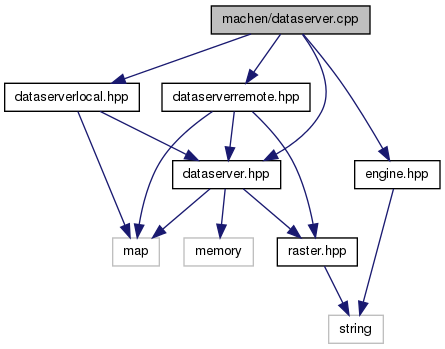 machen/dataserver.cpp
dataserverlocal.hpp
dataserverremote.hpp
dataserver.hpp
engine.hpp
map
memory
raster.hpp
string